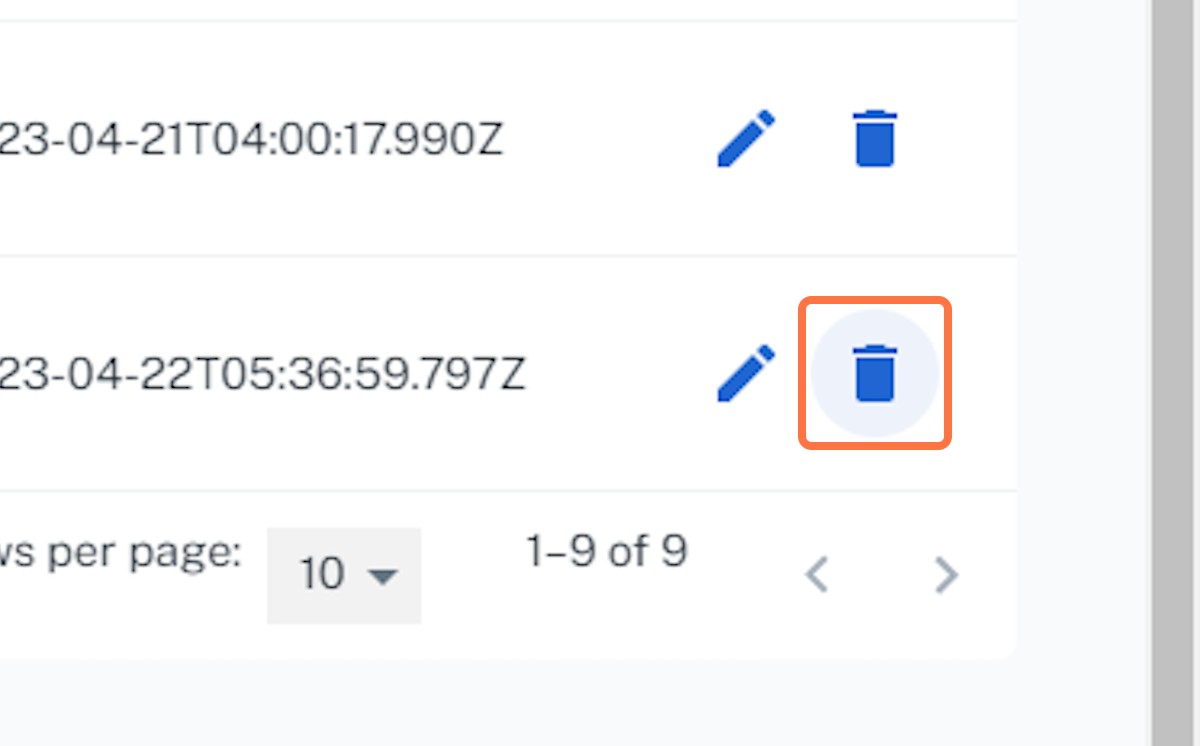 23-04-21T04:00:17.990Z
23-04-22T05:36:59.797Z
per page: 10 1–9 of 9